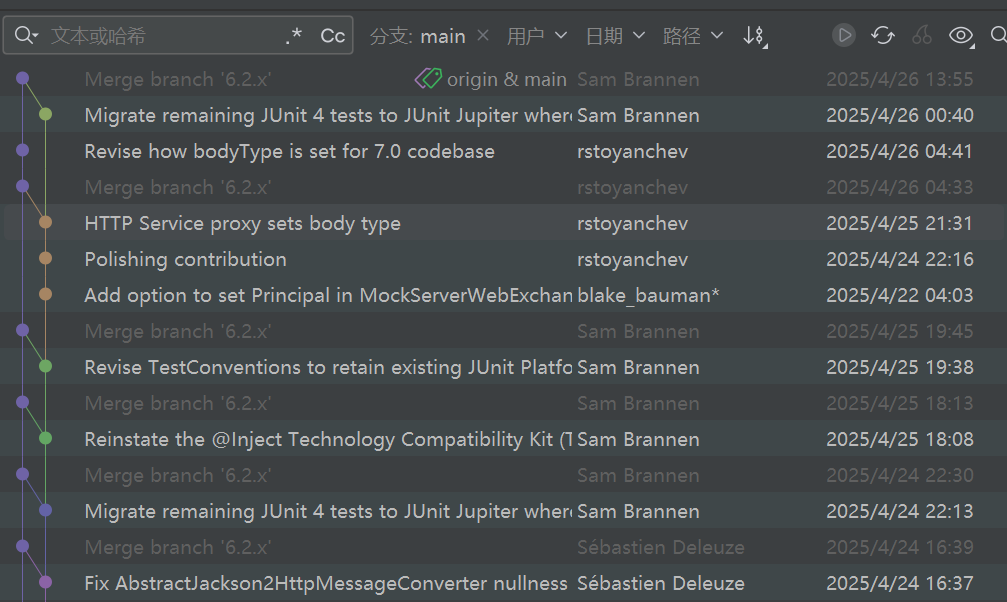 文本或哈希 .* Cc 分支: main × 用户 日期 路径
Merge branch '6.2.x' origin & main Sam Brannen 2025/4/26 13:55
Migrate remaining JUnit 4 tests to JUnit Jupiter where Sam Brannen 2025/4/26 00:40
Revise how bodyType is set for 7.0 codebase rstoyanchev 2025/4/26 04:41
Merge branch '6.2.x' rstoyanchev 2025/4/26 04:33
HTTP Service proxy sets body type rstoyanchev 2025/4/25 21:31
Polishing contribution rstoyanchev 2025/4/24 22:16
Add option to set Principal in MockServerWebExchan blake_bauman* 2025/4/22 04:03
Merge branch '6.2.x' Sam Brannen 2025/4/25 19:45
Revise TestConventions to retain existing JUnit Platfo Sam Brannen 2025/4/25 19:38
Merge branch '6.2.x' Sam Brannen 2025/4/25 18:13
Reinstate the @Inject Technology Compatibility Kit (T Sam Brannen 2025/4/25 18:08
Merge branch '6.2.x' Sam Brannen 2025/4/24 22:30
Migrate remaining JUnit 4 tests to JUnit Jupiter where Sam Brannen 2025/4/24 22:13
Merge branch '6.2.x' Sébastien Deleuze 2025/4/24 16:39
Fix AbstractJackson2HttpMessageConverter nullness Sébastien Deleuze 2025/4/24 16:37